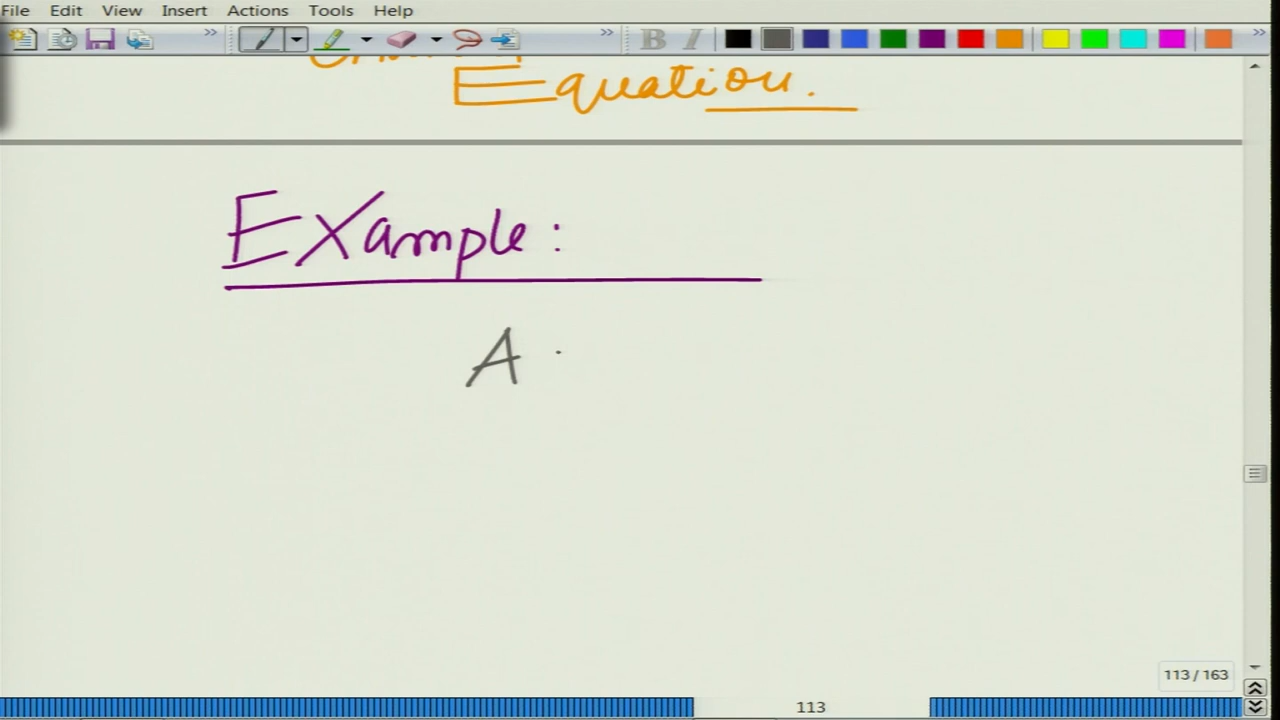 File Edit View Insert Actions Tools Help
B I
Equation.
Example:
A
113 / 163
113